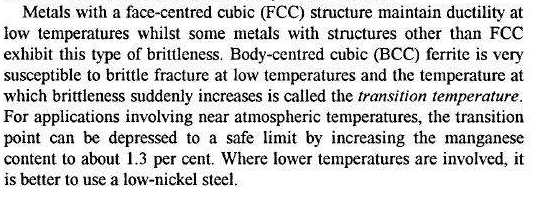 Metals with a face-centred cubic (FCC) structure maintain ductility at
low temperatures whilst some metals with structures other than FCC
exhibit this type of brittleness. Body-centred cubic (BCC) ferrite is very
susceptible to brittle fracture at low temperatures and the temperature at
which brittleness suddenly increases is called the transition temperature.
For applications involving near atmospheric temperatures, the transition
point can be depressed to a safe limit by increasing the manganese
content to about 1.3 per cent. Where lower temperatures are involved, it
is better to use a low-nickel steel.